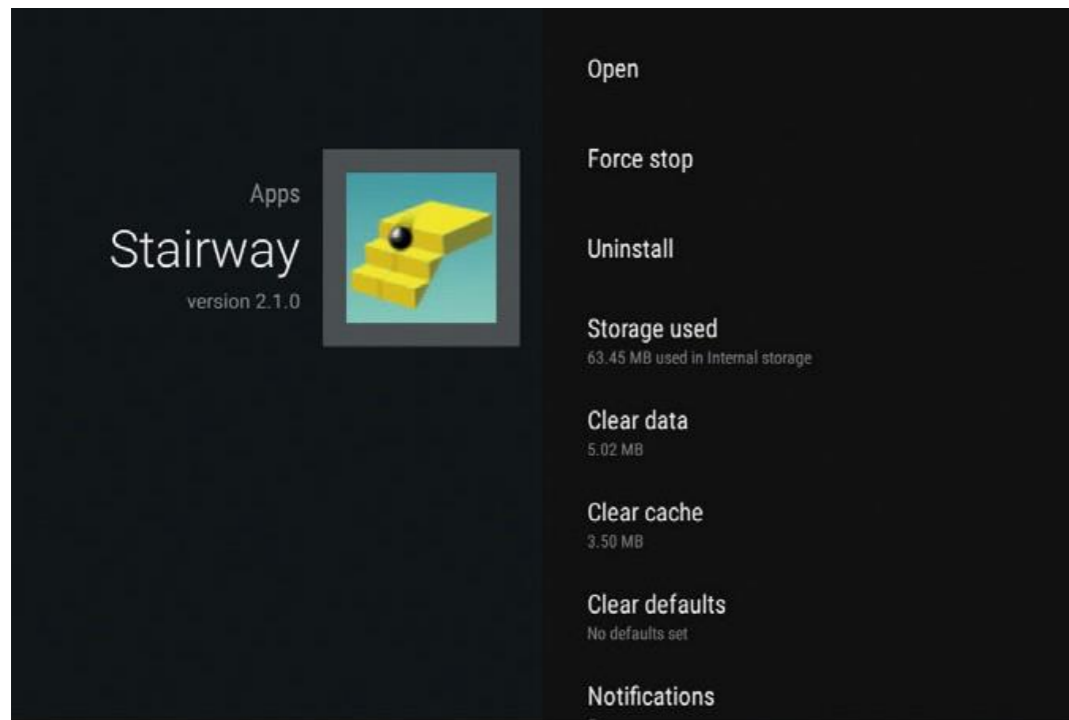 Apps
Stairway
version 2.1.0
Open
Force stop
Uninstall
Storage used
63.45 MB used in Internal storage
Clear data
5.02 MB
Clear cache
3.50 MB
Clear defaults
No defaults set
Notifications